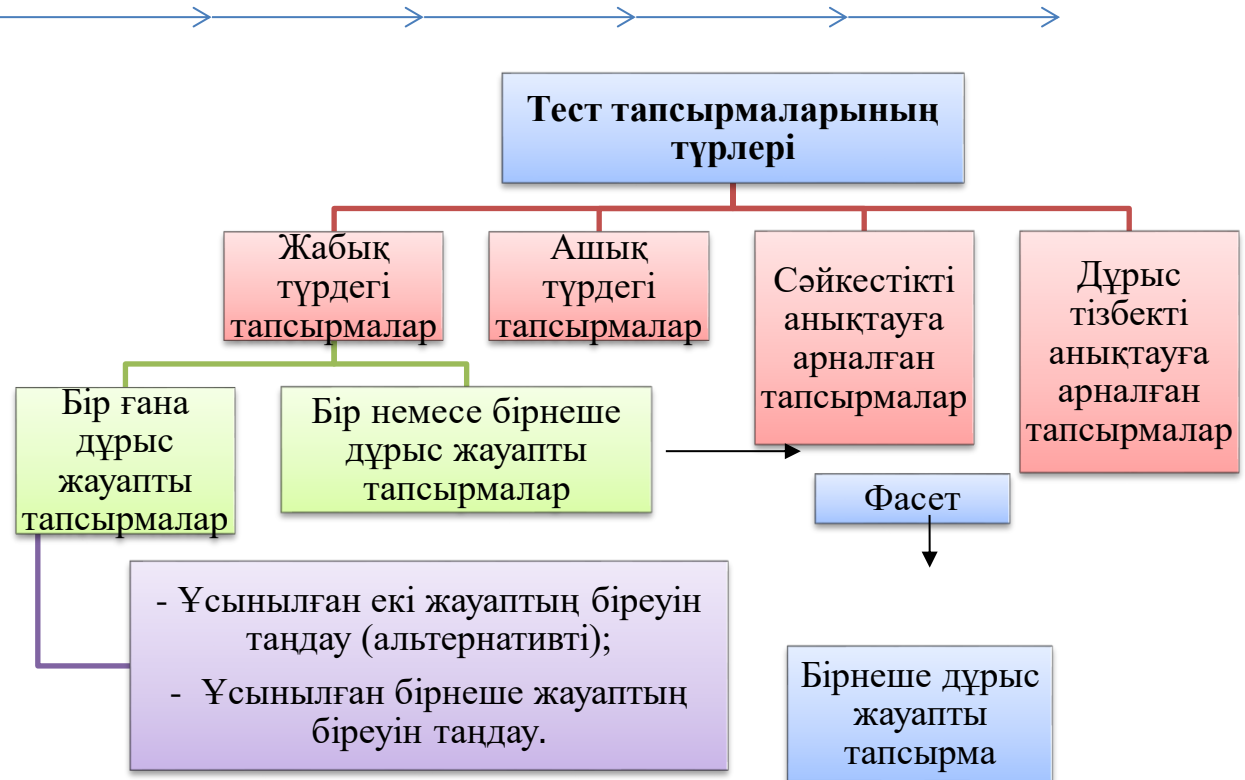 Тест тапсырмаларының
түрлері
Жабық
түрдегі
тапсырмалар
Ашық
түрдегі
тапсырмалар
Сәйкестікті
анықтауға
арналған
тапсырмалар
Дұрыс
тізбекті
анықтауға
арналған
тапсырмалар
Бір ғана
дұрыс
жауапты
тапсырмалар
Бір немесе бірнеше
дұрыс жауапты
тапсырмалар
Фасет
- Ұсынылған екі жауаптың біреуін
таңдау (альтернативті);
- Ұсынылған бірнеше жауаптың
біреуін таңдау.
Бірнеше дұрыс
жауапты
тапсырма